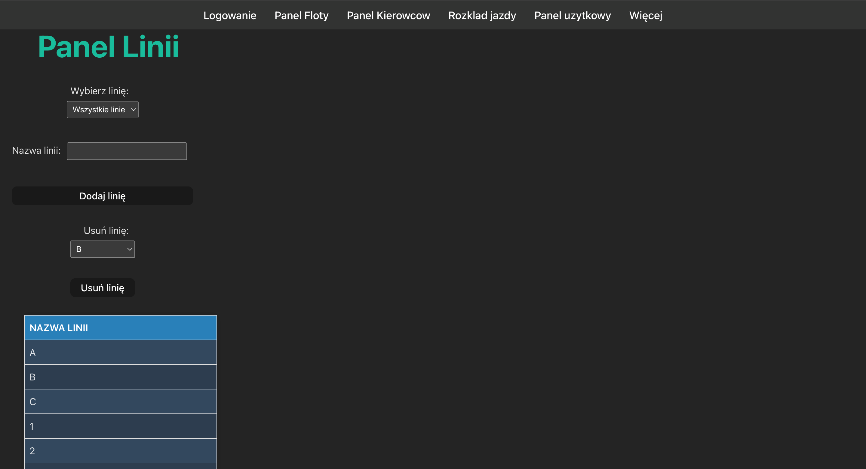 Logowanie Panel Floty Panel Kierowcow Rozklad jazdy Panel uzytkowy Więcej
Panel Linii
Wybierz linię:
Wszystkie linie
Nazwa linii:
Dodaj linię
Usuń linię:
B
Usuń linię
NAZWA LINII
A
B
C
1
2